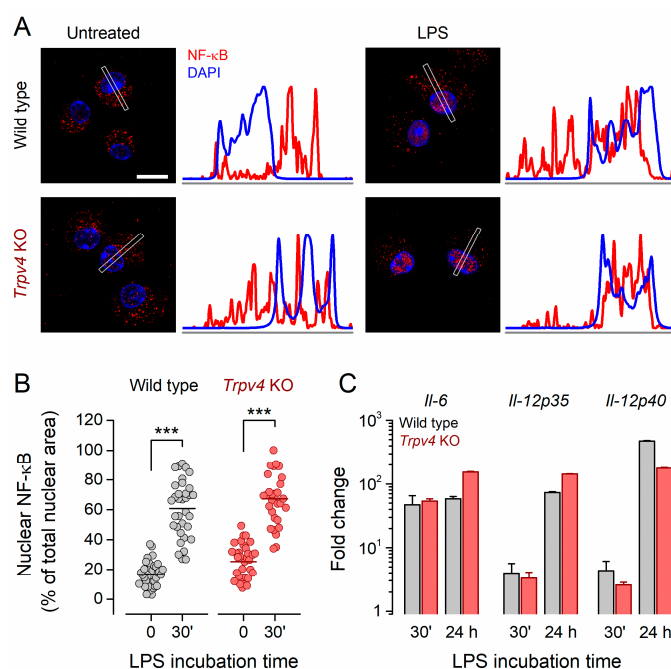 A
Untreated
LPS
Wild type
NF-κB
DAPI
Trpv4 KO
B
Wild type
Trpv4 KO
***
***
Nuclear NF-κB
(% of total nuclear area)
120
100
80
60
40
20
0
0
30'
0
30'
LPS incubation time
C
Il-6
Il-12p35
Il-12p40
Wild type
Trpv4 KO
Fold change
10³
10²
10¹
1
30'
24 h
30'
24 h
30'
24 h
LPS incubation time